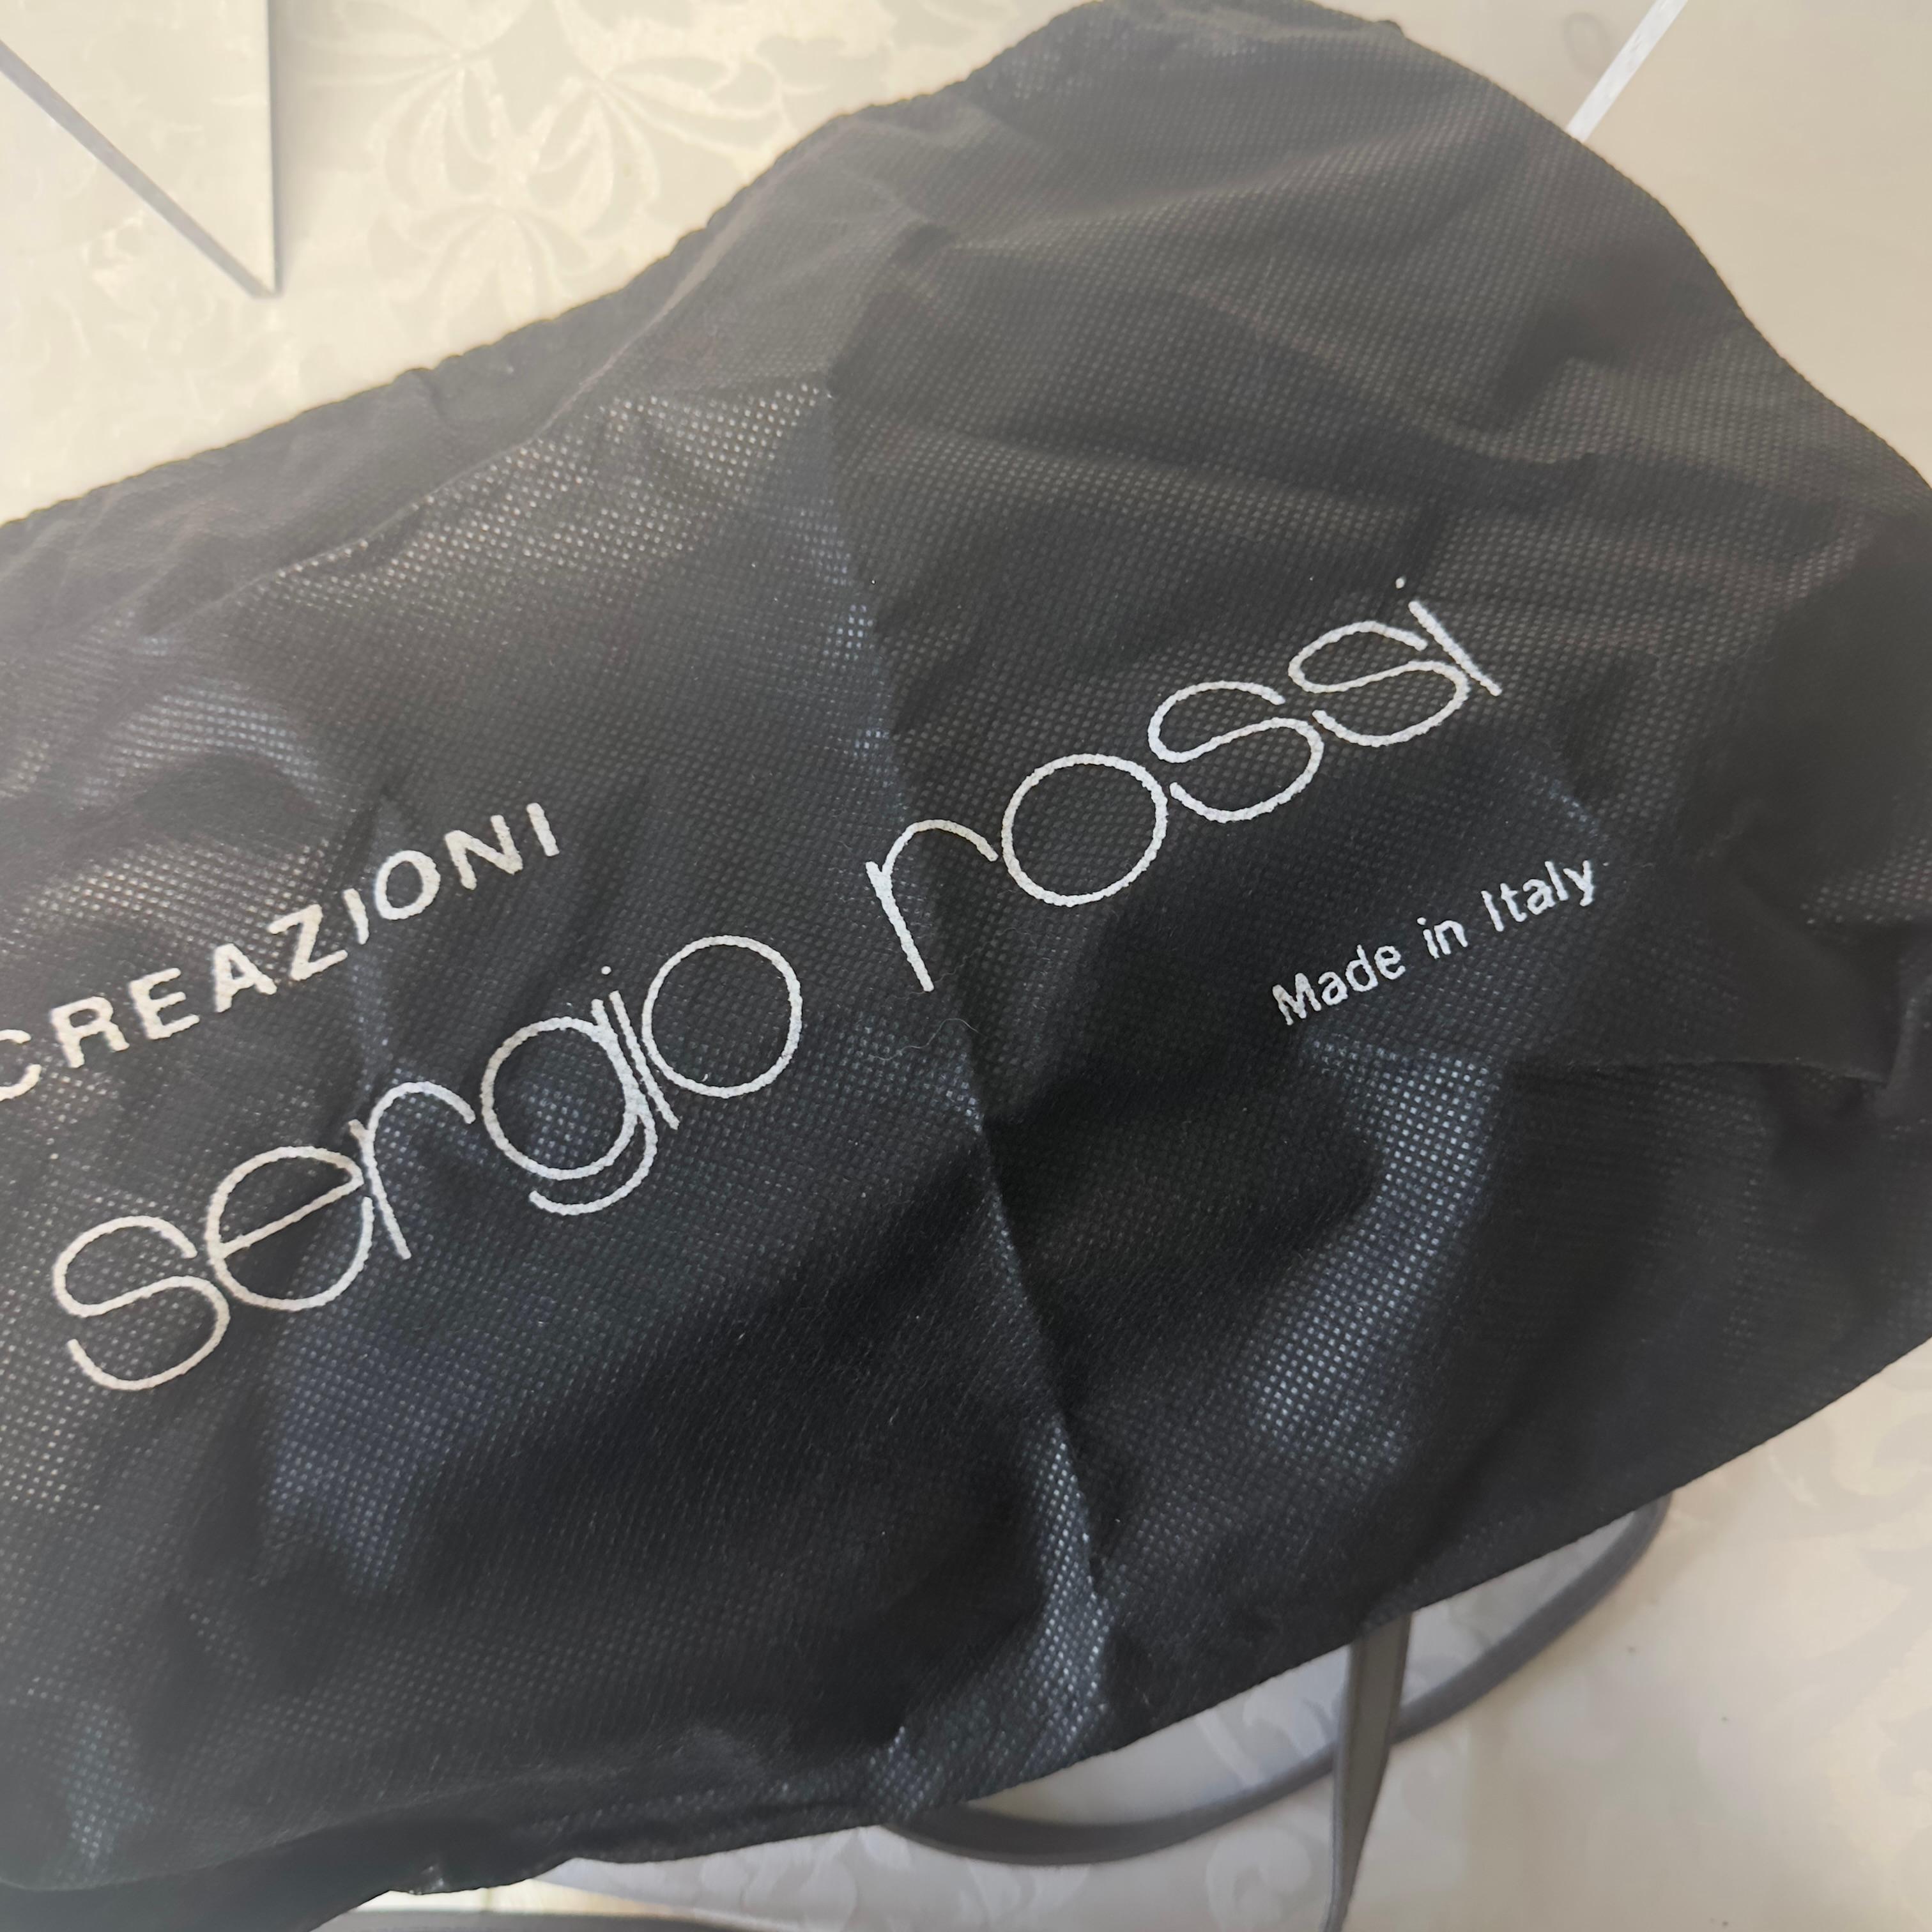 CREAZIONI
sergio rossi
Made in Italy